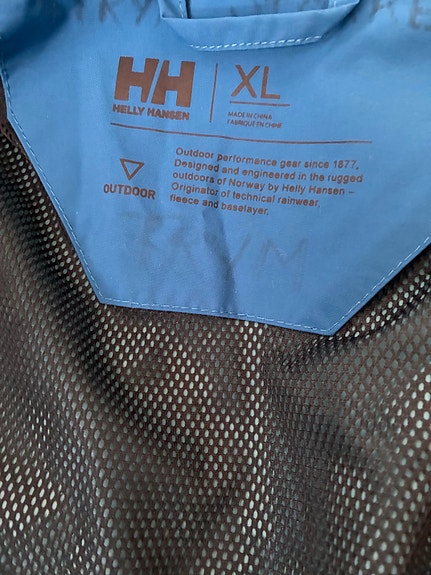 HH
HELLY HANSEN
XL
MADE IN CHINA
FABRIQUÉ EN CHINE
OUTDOOR
Outdoor performance gear since 1877.
Designed and engineered in the rugged
outdoors of Norway by Helly Hansen –
Originator of technical rainwear,
fleece and baselayer.